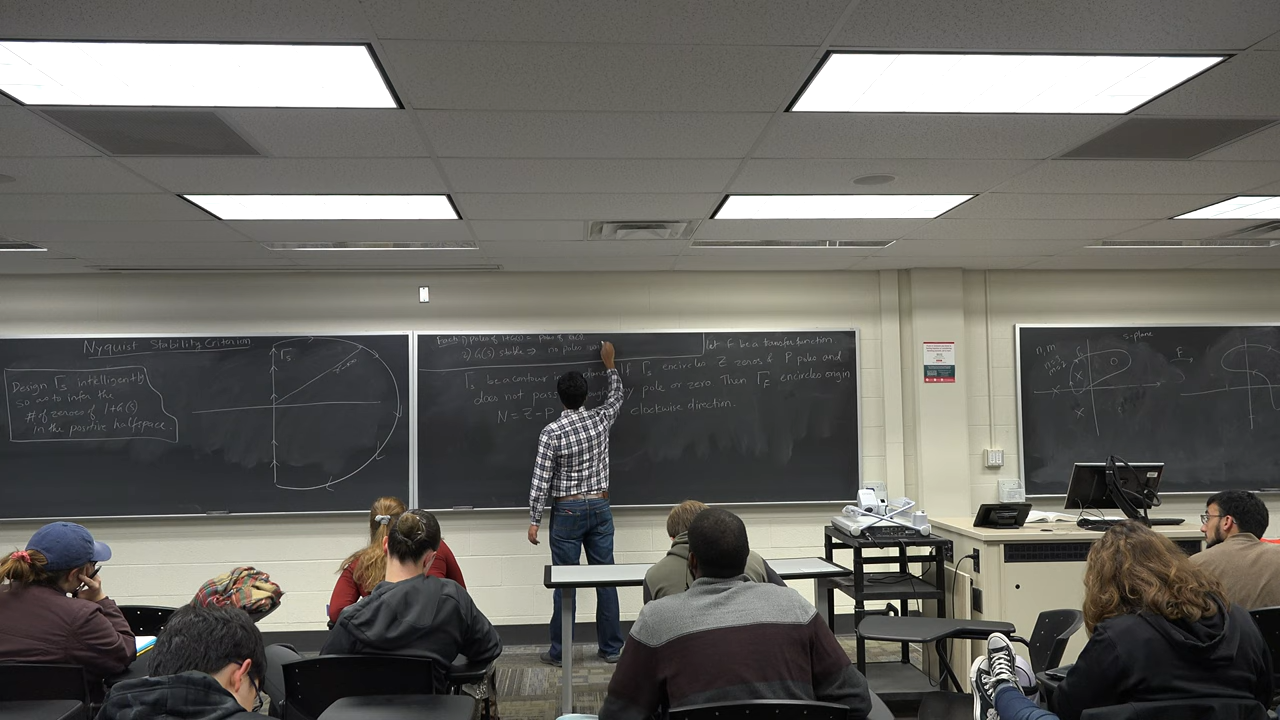 Nyquist Stability Criterion
Γs
Design Γs intelligently
so as to infer the
# of zeros of 1+G(s)
in the positive halfspace.
Fact: 1) Poles of 1+G(s) = poles of G(s)
2) G(s) stable ⇒ no poles
Let F be a transfer function
Γs be a contour in If Γs encircles Z zeros & P poles and
does not pass pole or zero Then ΓF encircles origin
N = Z-P clockwise direction.
s-plane
n, m
n=3
m=2
F